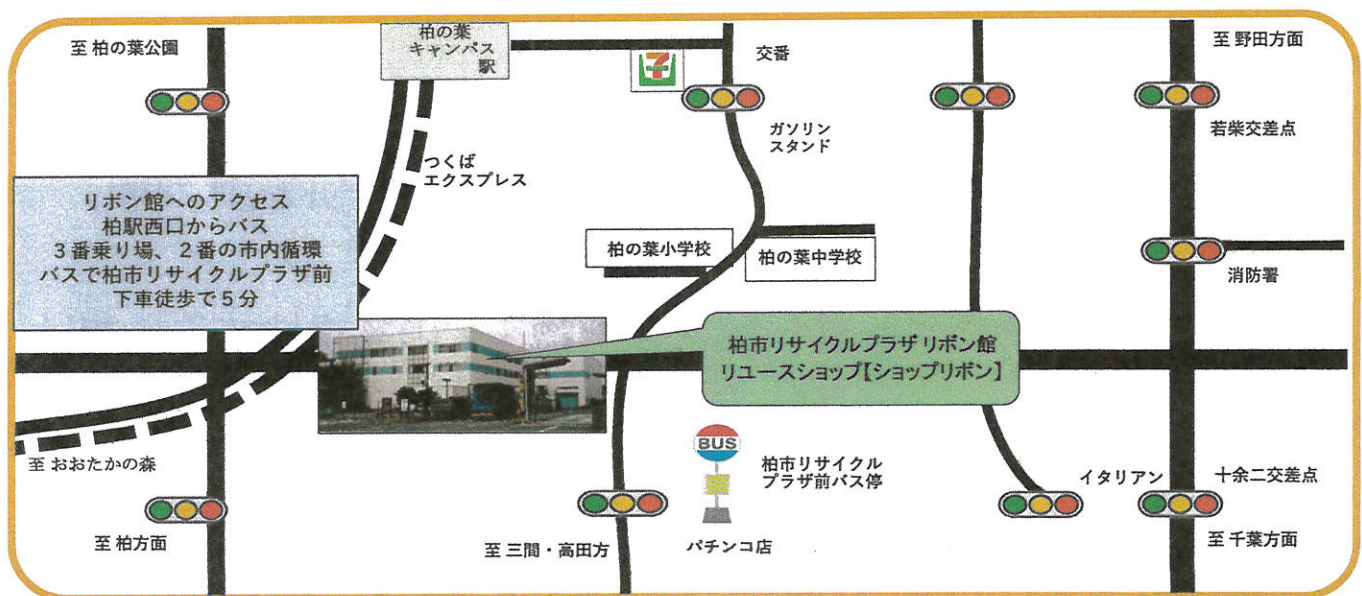 至 柏の葉公園
柏の葉
キャンパス
駅
7
交番
至 野田方面
ガソリン
スタンド
若柴交差点
つくば
エクスプレス
リボン館へのアクセス
柏駅西口からバス
３番乗り場、２番の市内循環
バスで柏市リサイクルプラザ前
下車徒歩で５分
柏の葉小学校
柏の葉中学校
消防署
柏市リサイクルプラザ リボン館
リユースショップ【ショップリボン】
至 おおたかの森
BUS
柏市リサイクル
プラザ前バス停
イタリアン
十余二交差点
至 柏方面
至 三間・高田方
パチンコ店
至 千葉方面